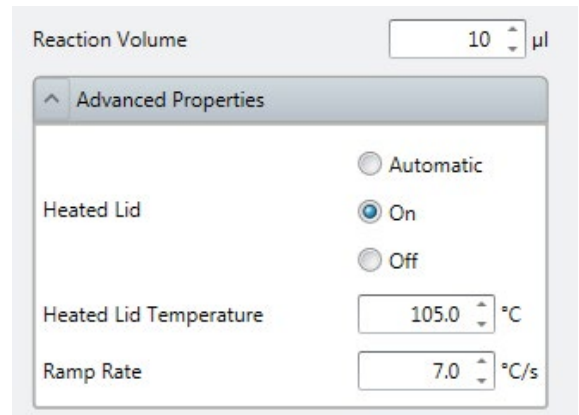 Reaction Volume 10 µl
Advanced Properties
Automatic
Heated Lid On
Off
Heated Lid Temperature 105.0 °C
Ramp Rate 7.0 °C/s